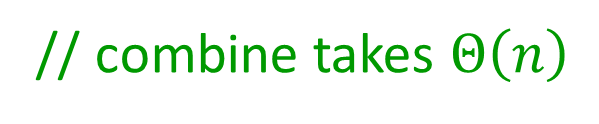 // combine takes Θ(𝑛)